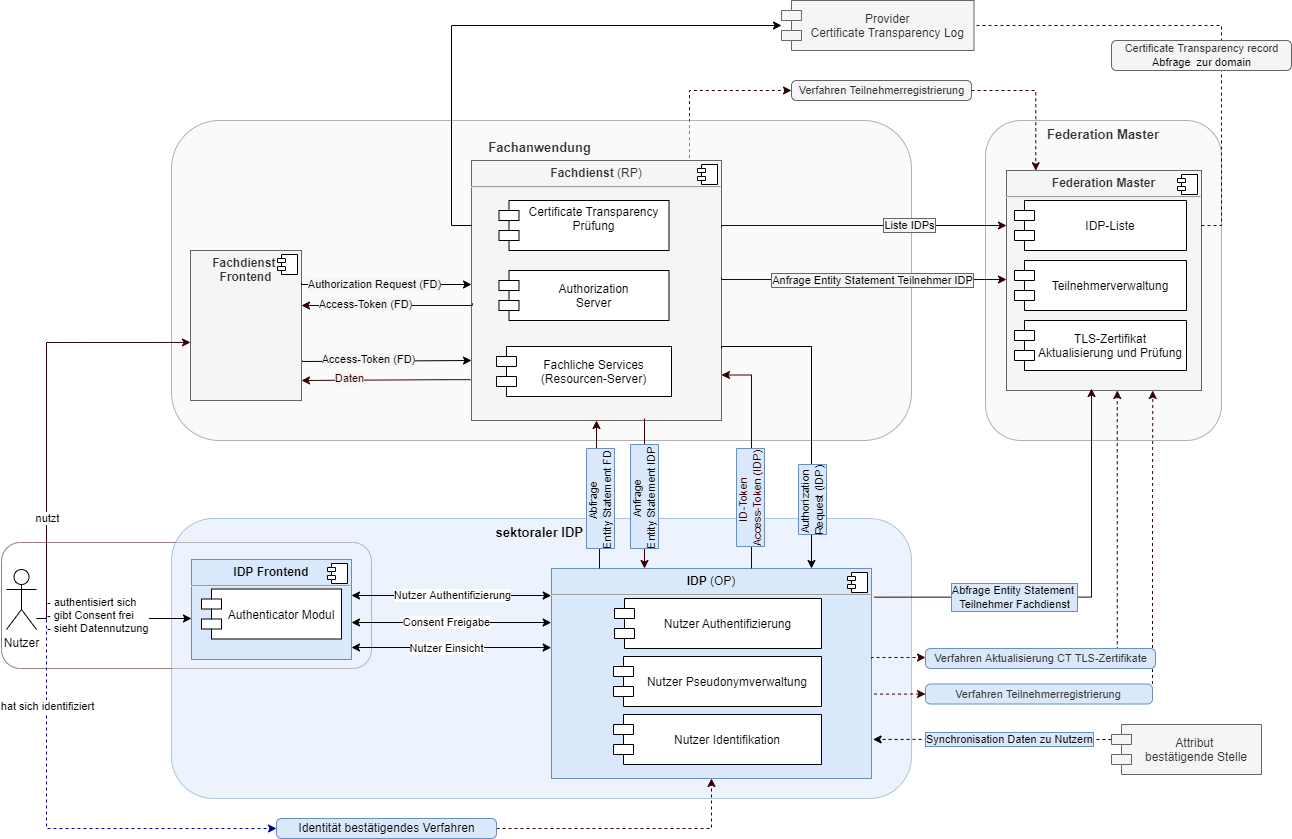 Provider
Certificate Transparency Log
Certificate Transparency record
Abfrage zur domain
Verfahren Teilnehmerregistrierung
Fachanwendung
Fachdienst (RP)
Certificate Transparency
Prüfung
Authorization
Server
Fachliche Services
(Resourcen-Server)
Fachdienst
Frontend
Authorization Request (FD)
Access-Token (FD)
Access-Token (FD)
Daten
Liste IDPs
Anfrage Entity Statement Teilnehmer IDP
Federation Master
Federation Master
IDP-Liste
Teilnehmerverwaltung
TLS-Zertifikat
Aktualisierung und Prüfung
Abfrage
Entity Statement FD
Anfrage
Entity Statement IDP
ID-Token
Access-Token (IDP)
Authorization
Request (IDP)
nutzt
sektoraler IDP
IDP Frontend
Authenticator Modul
Nutzer
- authentisiert sich
- gibt Consent frei
- sieht Datennutzung
Nutzer Authentifizierung
Consent Freigabe
Nutzer Einsicht
IDP (OP)
Nutzer Authentifizierung
Nutzer Pseudonymverwaltung
Nutzer Identifikation
Abfrage Entity Statement
Teilnehmer Fachdienst
Verfahren Aktualisierung CT TLS-Zertifikate
Verfahren Teilnehmerregistrierung
Synchronisation Daten zu Nutzern
Attribut
bestätigende Stelle
hat sich identifiziert
Identität bestätigendes Verfahren